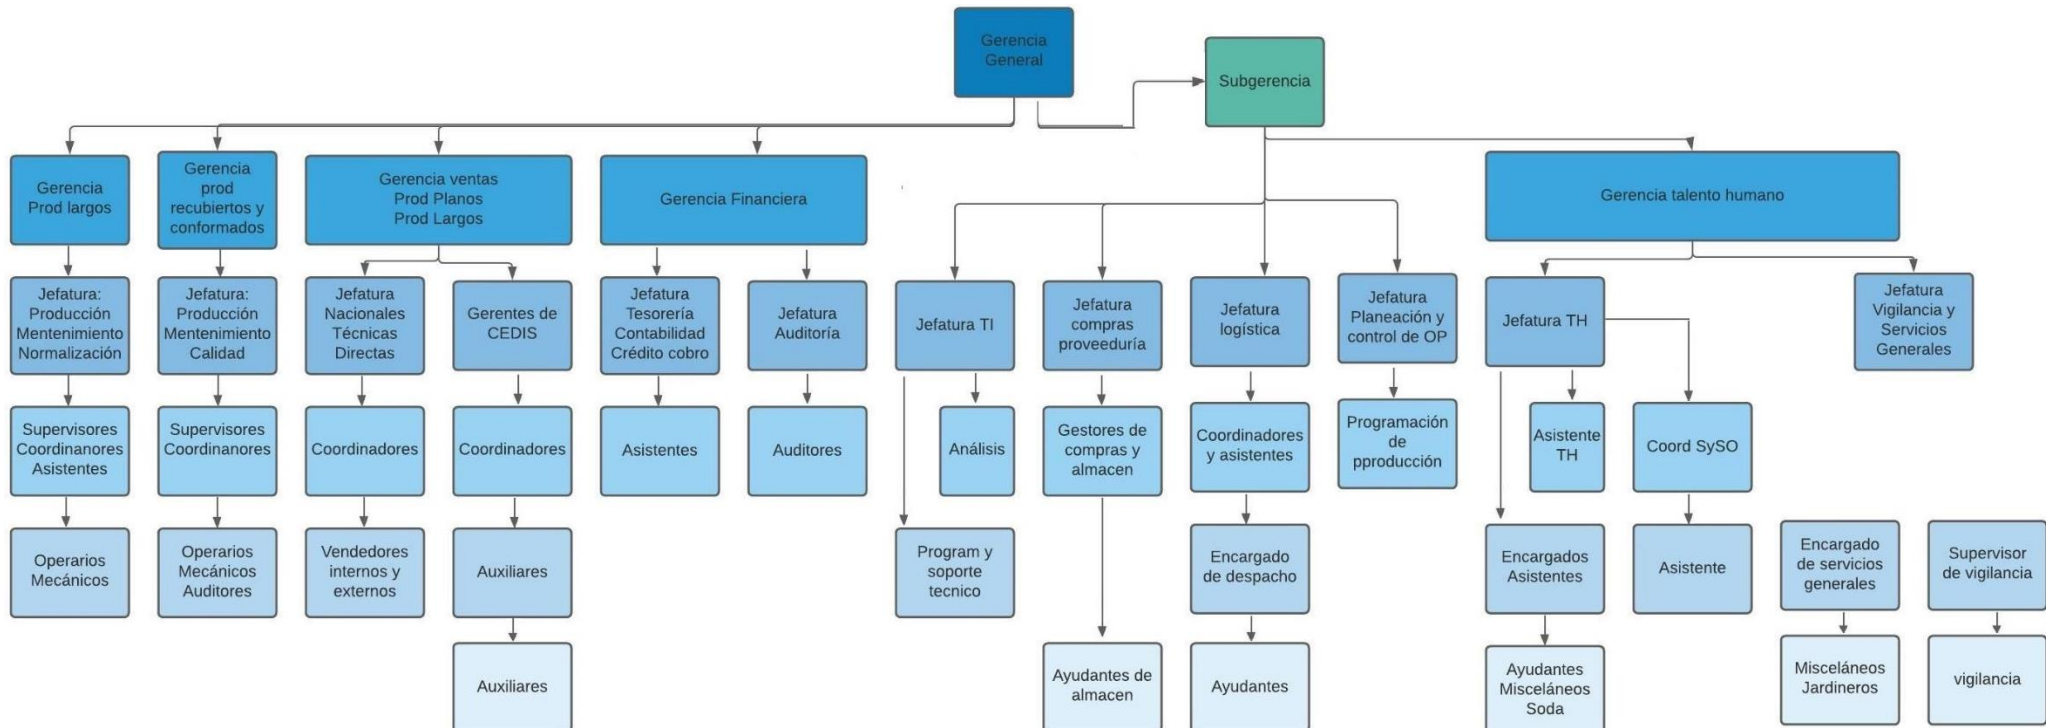 Gerencia
General
Subgerencia
Gerencia
Prod largos
Gerencia
prod
recubiertos y
conformados
Gerencia ventas
Prod Planos
Prod Largos
Gerencia Financiera
Gerencia talento humano
Jefatura:
Producción
Mentenimiento
Normalización
Jefatura:
Producción
Mentenimiento
Calidad
Jefatura
Nacionales
Técnicas
Directas
Gerentes de
CEDIS
Jefatura
Tesorería
Contabilidad
Crédito cobro
Jefatura
Auditoría
Jefatura TI
Jefatura
compras
proveeduría
Jefatura
logística
Jefatura
Planeación y
control de OP
Jefatura TH
Jefatura
Vigilancia y
Servicios
Generales
Supervisores
Coordinanores
Asistentes
Supervisores
Coordinanores
Coordinadores
Coordinadores
Asistentes
Auditores
Análisis
Gestores de
compras y
almacen
Coordinadores
y asistentes
Programación
de
pproducción
Asistente
TH
Coord SySO
Operarios
Mecánicos
Operarios
Mecánicos
Auditores
Vendedores
internos y
externos
Auxiliares
Program y
soporte
tecnico
Encargado
de despacho
Encargados
Asistentes
Asistente
Encargado
de servicios
generales
Supervisor
de vigilancia
Auxiliares
Ayudantes de
almacen
Ayudantes
Ayudantes
Misceláneos
Soda
Misceláneos
Jardineros
vigilancia